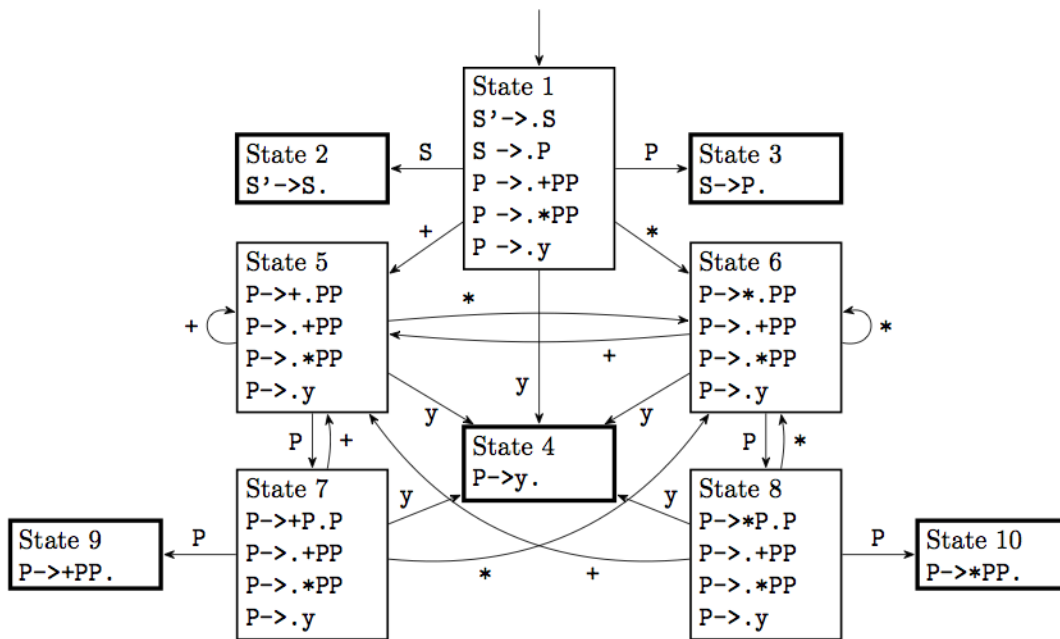 State 1
S'->.S
S ->.P
P ->.+PP
P ->.*PP
P ->.y
State 2
S'->S.
S
P
State 3
S->P.
+
*
State 5
P->+.PP
P->.+PP
P->.*PP
P->.y
State 6
P->*.PP
P->.+PP
P->.*PP
P->.y
+
*
+
*
y
y
y
P
+
P
*
State 4
P->y.
State 7
P->+P.P
P->.+PP
P->.*PP
P->.y
State 8
P->*P.P
P->.+PP
P->.*PP
P->.y
y
y
State 9
P->+PP.
P
*
+
P
State 10
P->*PP.